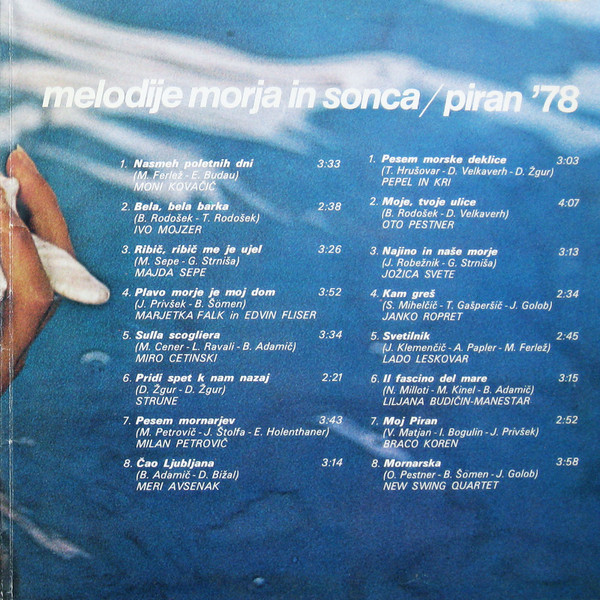 melodije morja in sonca / piran '78
1. Nasmeh poletnih dni 3:33
(M. Ferlež - E. Budau)
MONI KOVAČIČ
2. Bela, bela barka 2:38
(B. Rodošek - T. Rodošek)
IVO MOJZER
3. Ribič, ribič me je ujel 3:26
(M. Sepe - G. Strniša)
MAJDA SEPE
4. Plavo morje je moj dom 3:52
(J. Privšek - B. Šomen)
MARJETKA FALK in EDVIN FLISER
5. Sulla scogliera 3:34
(M. Cener - L. Ravali - B. Adamič)
MIRO CETINSKI
6. Pridi spet k nam nazaj 2:21
(D. Žgur - D. Žgur)
STRUNE
7. Pesem mornarjev 3:43
(M. Petrovič - J. Štolfa - E. Holenthaner)
MILAN PETROVIČ
8. Čao Ljubljana 3:14
(B. Adamič - D. Bižal)
MERI AVSENAK
1. Pesem morske deklice 3:03
(T. Hrušovar - D. Velkaverh - D. Žgur)
PEPEL IN KRI
2. Moje, tvoje ulice 4:07
(B. Rodošek - D. Velkaverh)
OTO PESTNER
3. Najino in naše morje 3:13
(J. Robežnik - G. Strniša)
JOŽICA SVETE
4. Kam greš 2:34
(S. Mihelčič - T. Gašperšič - J. Golob)
JANKO ROPRET
5. Svetilnik 2:45
(J. Klemenčič - A. Papler - M. Ferlež)
LADO LESKOVAR
6. Il fascino del mare 3:15
(N. Milloti - M. Kinel - B. Adamič)
LILJANA BUDIČIN-MANESTAR
7. Moj Piran 2:52
(V. Matjan - I. Bogulin - J. Privšek)
BRACO KOREN
8. Mornarska 3:58
(O. Pestner - B. Šomen - J. Golob)
NEW SWING QUARTET